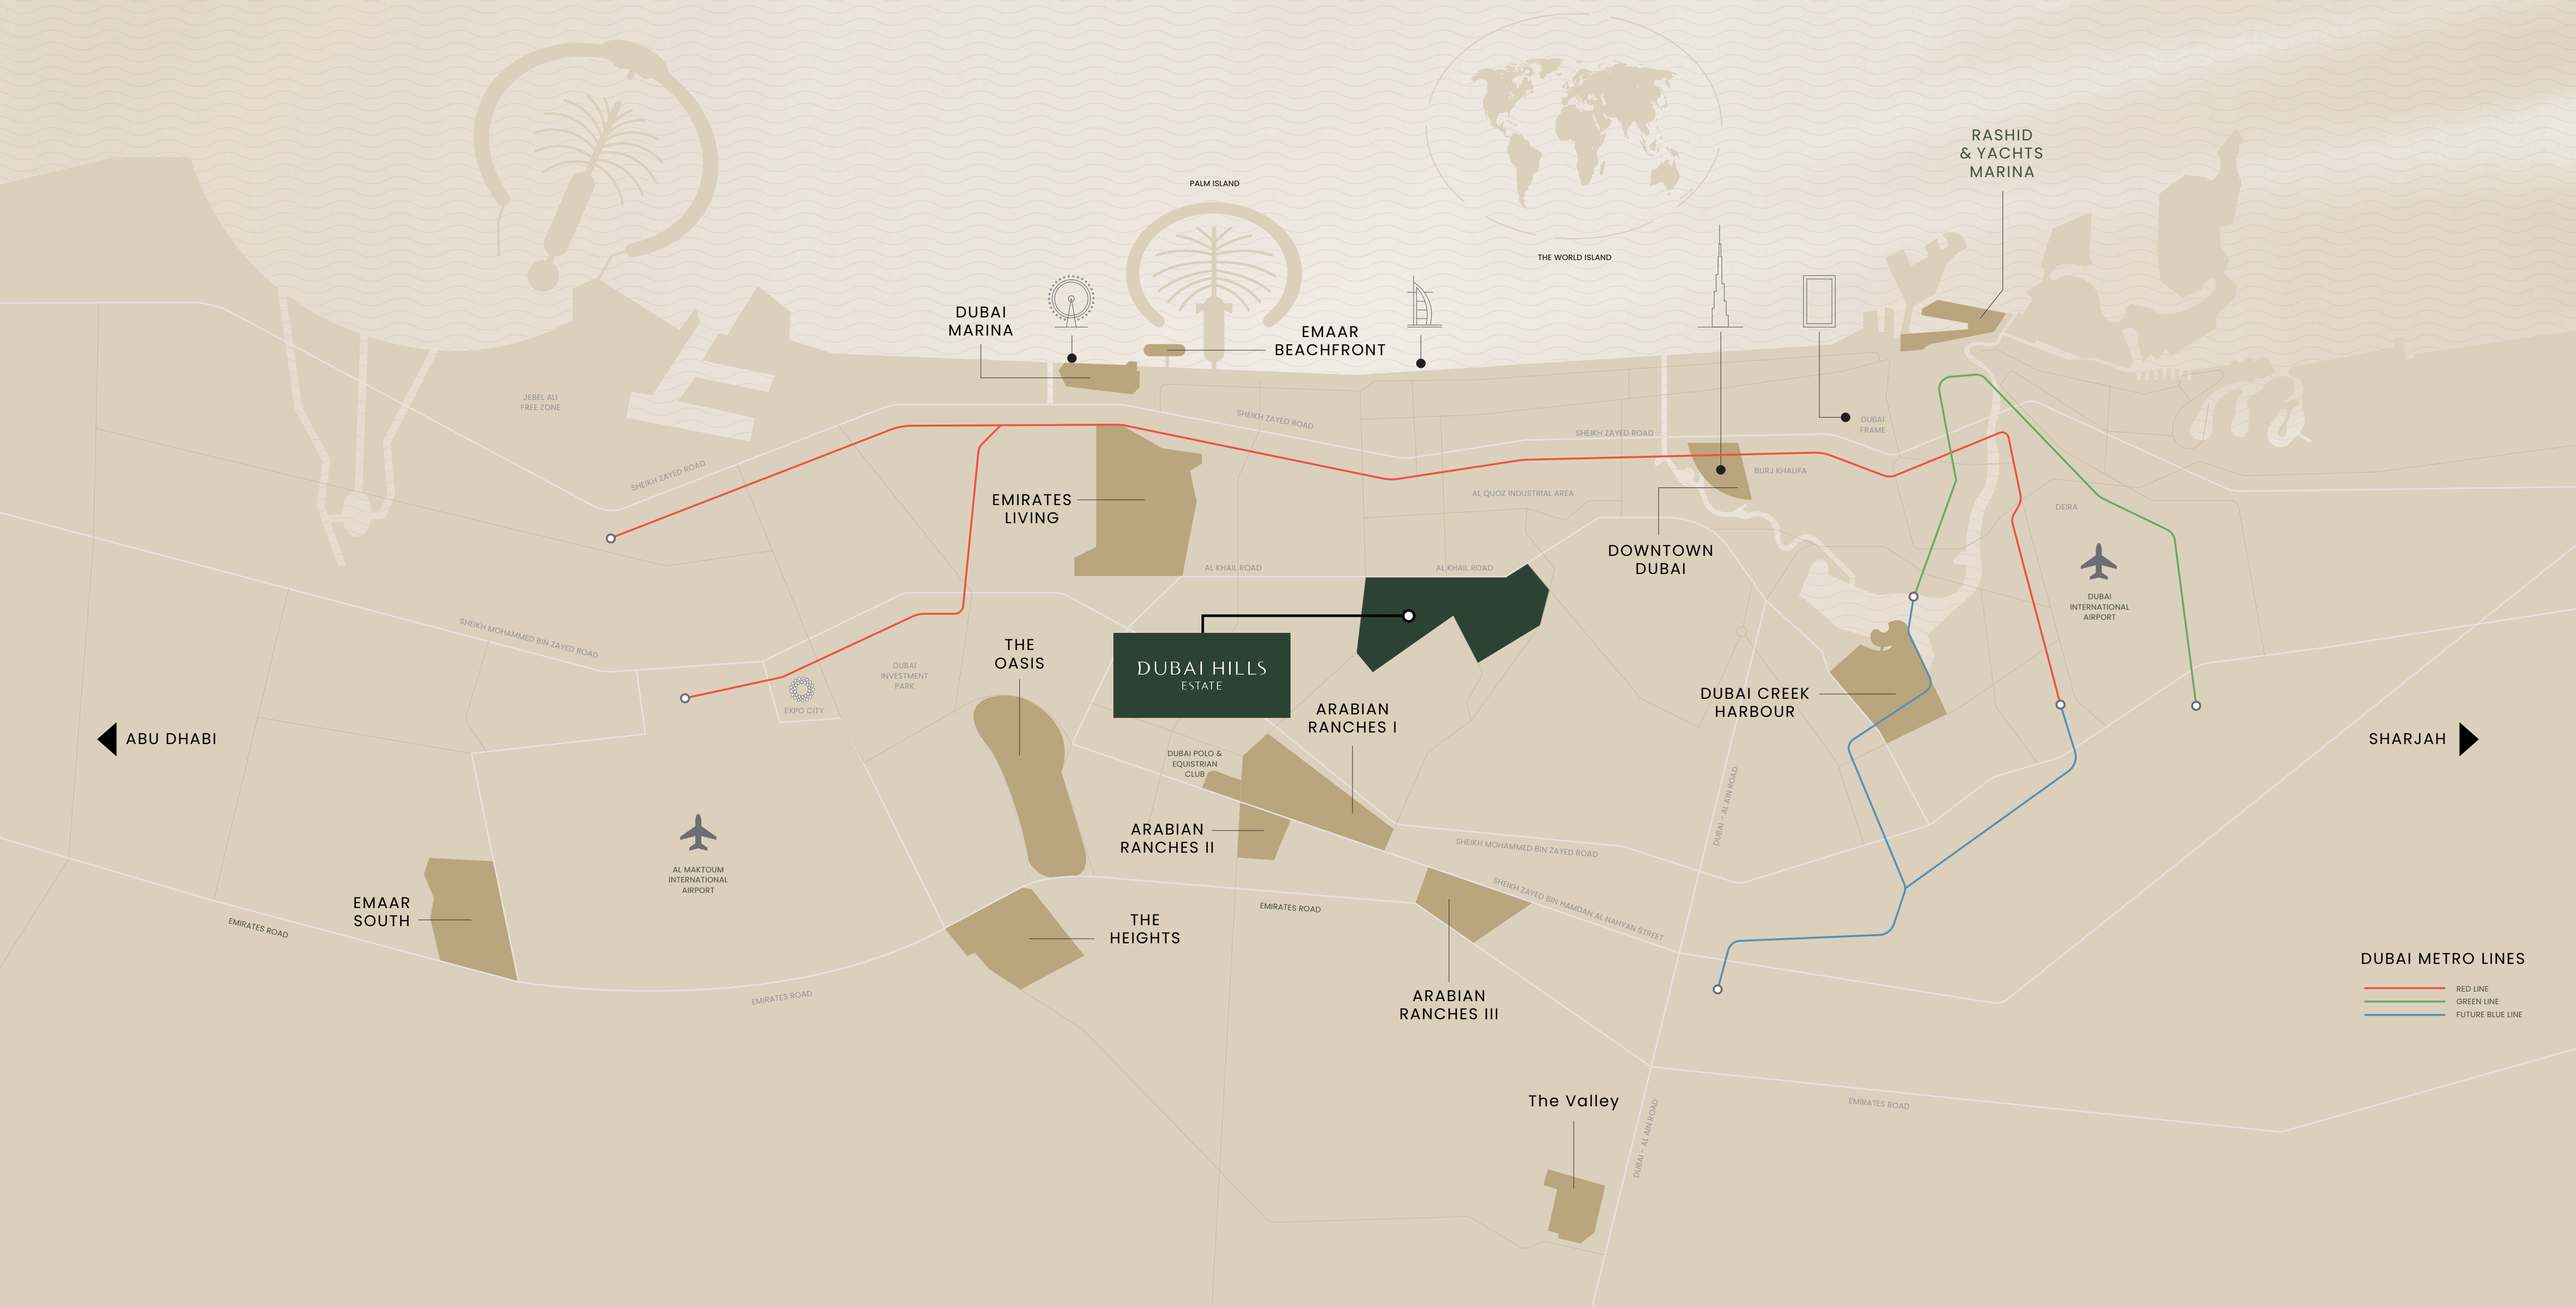 RASHID
& YACHTS
MARINA
PALM ISLAND
THE WORLD ISLAND
DUBAI
MARINA
EMAAR
BEACHFRONT
JEBEL ALI
FREE ZONE
SHEIKH ZAYED ROAD
SHEIKH ZAYED ROAD
SHEIKH ZAYED ROAD
DUBAI
FRAME
BURJ KHALIFA
EMIRATES
LIVING
AL QUOZ INDUSTRIAL AREA
DEIRA
DOWNTOWN
DUBAI
AL KHAIL ROAD
AL KHAIL ROAD
DUBAI
INTERNATIONAL
AIRPORT
SHEIKH MOHAMMED BIN ZAYED ROAD
THE
OASIS
DUBAI
INVESTMENT
PARK
DUBAI HILLS
ESTATE
EXPO CITY
DUBAI CREEK
HARBOUR
ARABIAN
RANCHES I
ABU DHABI
SHARJAH
DUBAI POLO &
EQUISTRIAN
CLUB
DUBAI - AL AIN ROAD
ARABIAN
RANCHES II
SHEIKH MOHAMMED BIN ZAYED ROAD
AL MAKTOUM
INTERNATIONAL
AIRPORT
SHEIKH ZAYED BIN HAMDAN AL NAHYAN STREET
EMAAR
SOUTH
EMIRATES ROAD
EMIRATES ROAD
THE
HEIGHTS
EMIRATES ROAD
ARABIAN
RANCHES III
DUBAI METRO LINES
RED LINE
GREEN LINE
FUTURE BLUE LINE
The Valley
EMIRATES ROAD
DUBAI - AL AIN ROAD